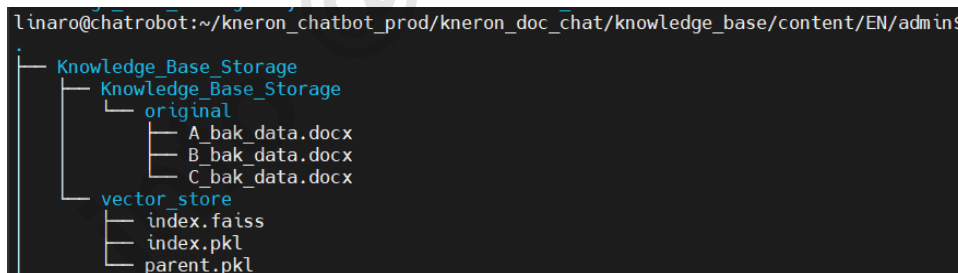 linaro@chatrobot:~/kneron_chatbot_prod/kneron_doc_chat/knowledge_base/content/EN/admin$
.
├── Knowledge_Base_Storage
│   ├── Knowledge_Base_Storage
│   │   └── original
│   │       ├── A_bak_data.docx
│   │       ├── B_bak_data.docx
│   │       └── C_bak_data.docx
│   └── vector_store
│       ├── index.faiss
│       ├── index.pkl
│       └── parent.pkl